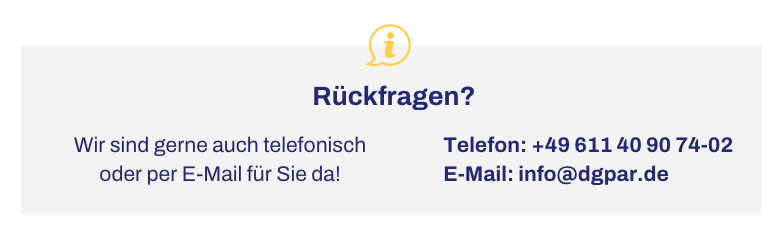 Rückfragen?
Wir sind gerne auch telefonisch
oder per E-Mail für Sie da!
Telefon: +49 611 40 90 74-02
E-Mail: info@dgpar.de